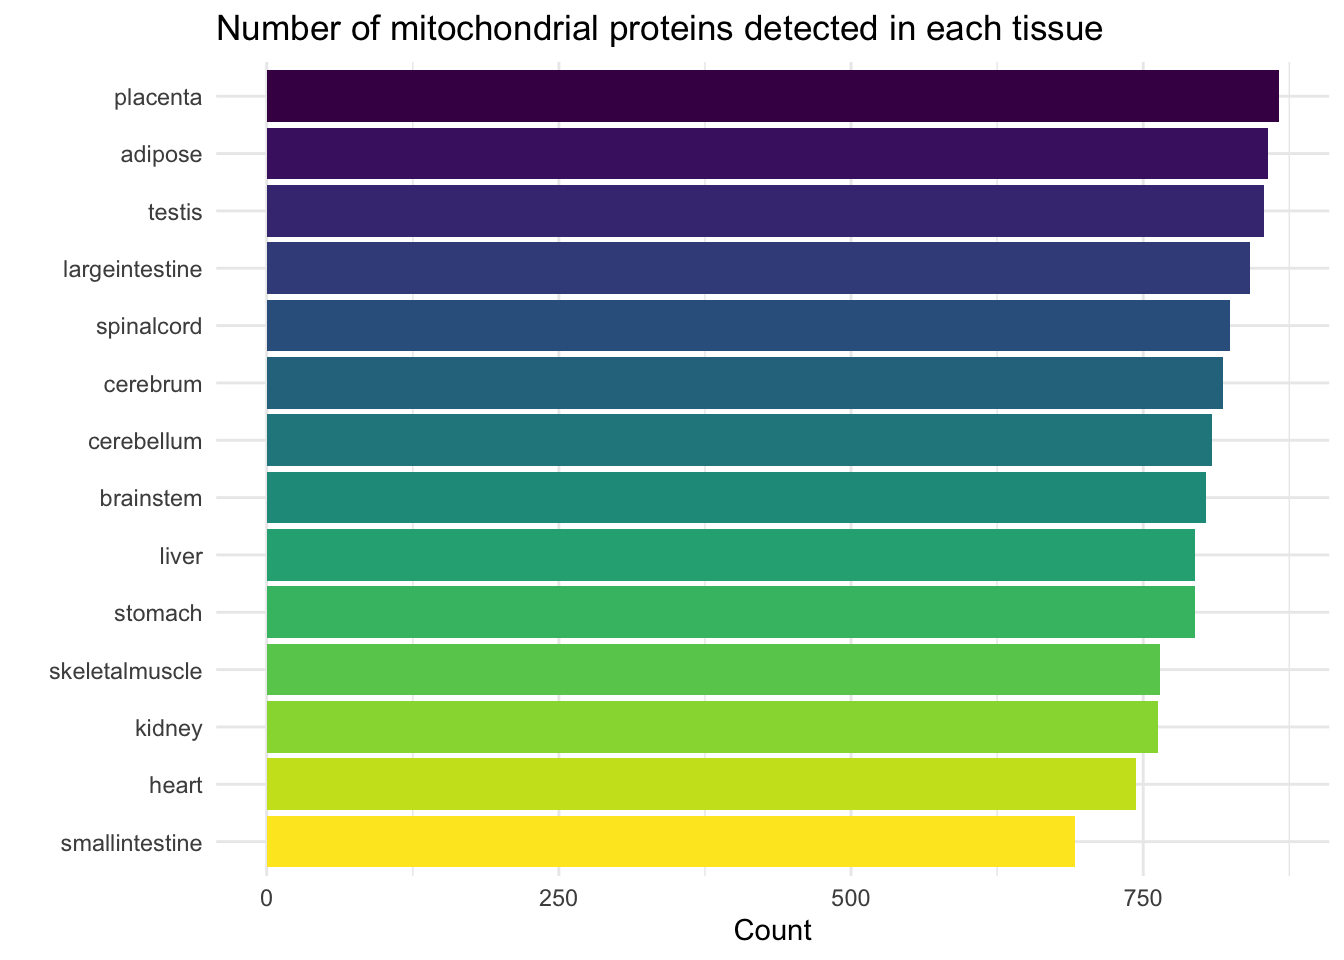 Number of mitochondrial proteins detected in each tissue
placenta
adipose
testis
largeintestine
spinalcord
cerebrum
cerebellum
brainstem
liver
stomach
skeletalmuscle
kidney
heart
smallintestine
0 250 500 750
Count